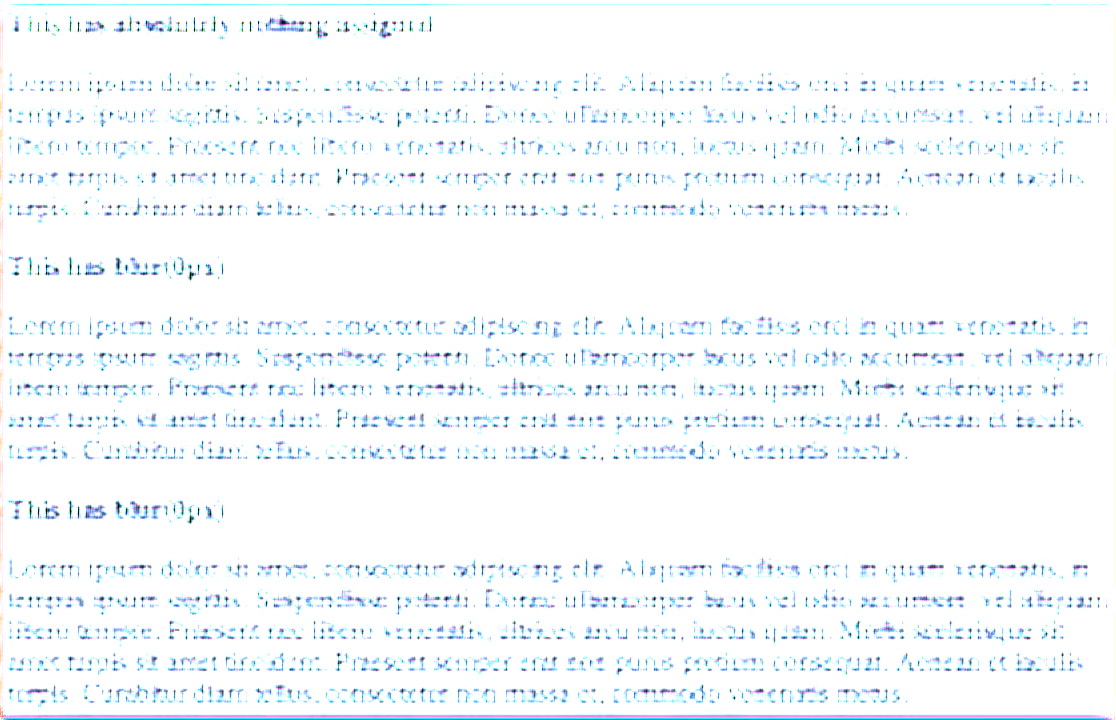 This has absolutely nothing assigned
Lorem ipsum dolor sit amet, consectetur adipiscing elit. Aliquam facilisis orci in quam venenatis, in
tempus ipsum sagittis. Suspendisse potenti. Donec ullamcorper lacus vel odio accumsan, vel aliquam
libero tempor. Praesent nec libero venenatis, ultrices arcu non, luctus quam. Morbi scelerisque sit
amet turpis sit amet tincidunt. Praesent semper erat non purus pretium consequat. Aenean et iaculis
turpis. Curabitur diam tellus, consectetur non massa et, commodo venenatis metus.
This has blur(0px)
Lorem ipsum dolor sit amet, consectetur adipiscing elit. Aliquam facilisis orci in quam venenatis, in
tempus ipsum sagittis. Suspendisse potenti. Donec ullamcorper lacus vel odio accumsan, vel aliquam
libero tempor. Praesent nec libero venenatis, ultrices arcu non, luctus quam. Morbi scelerisque sit
amet turpis sit amet tincidunt. Praesent semper erat non purus pretium consequat. Aenean et iaculis
turpis. Curabitur diam tellus, consectetur non massa et, commodo venenatis metus.
This has blur(0px)
Lorem ipsum dolor sit amet, consectetur adipiscing elit. Aliquam facilisis orci in quam venenatis, in
tempus ipsum sagittis. Suspendisse potenti. Donec ullamcorper lacus vel odio accumsan, vel aliquam
libero tempor. Praesent nec libero venenatis, ultrices arcu non, luctus quam. Morbi scelerisque sit
amet turpis sit amet tincidunt. Praesent semper erat non purus pretium consequat. Aenean et iaculis
turpis. Curabitur diam tellus, consectetur non massa et, commodo venenatis metus.